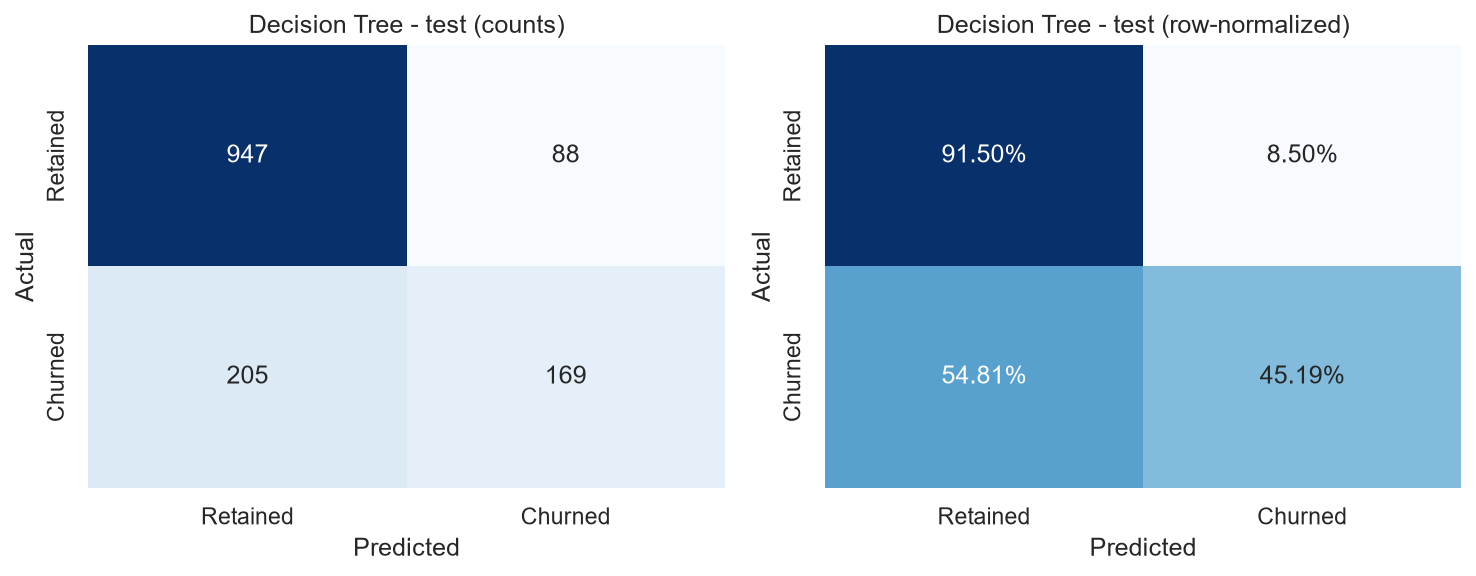 Decision Tree - test (counts)
Actual
Retained
947
88
Churned
205
169
Retained
Churned
Predicted
Decision Tree - test (row-normalized)
Actual
Retained
91.50%
8.50%
Churned
54.81%
45.19%
Retained
Churned
Predicted